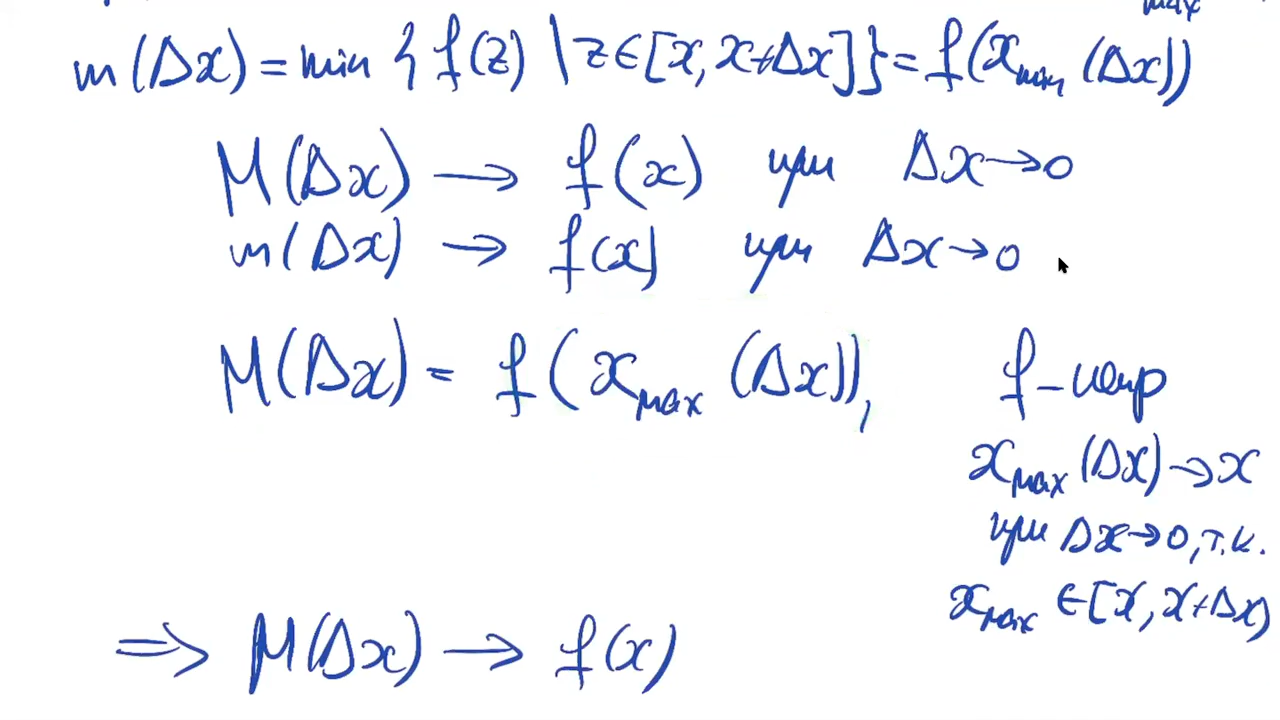 max
m(Δx) = min { f(z) \ z ∈ [x, x+Δx] } = f(x_min (Δx))
M(Δx) → f(x) при Δx → 0
m(Δx) → f(x) при Δx → 0
M(Δx) = f(x_max (Δx)), f – непр
x_max (Δx) → x
при Δx → 0, т.к.
x_max ∈ [x, x+Δx)
⇒ M(Δx) → f(x)